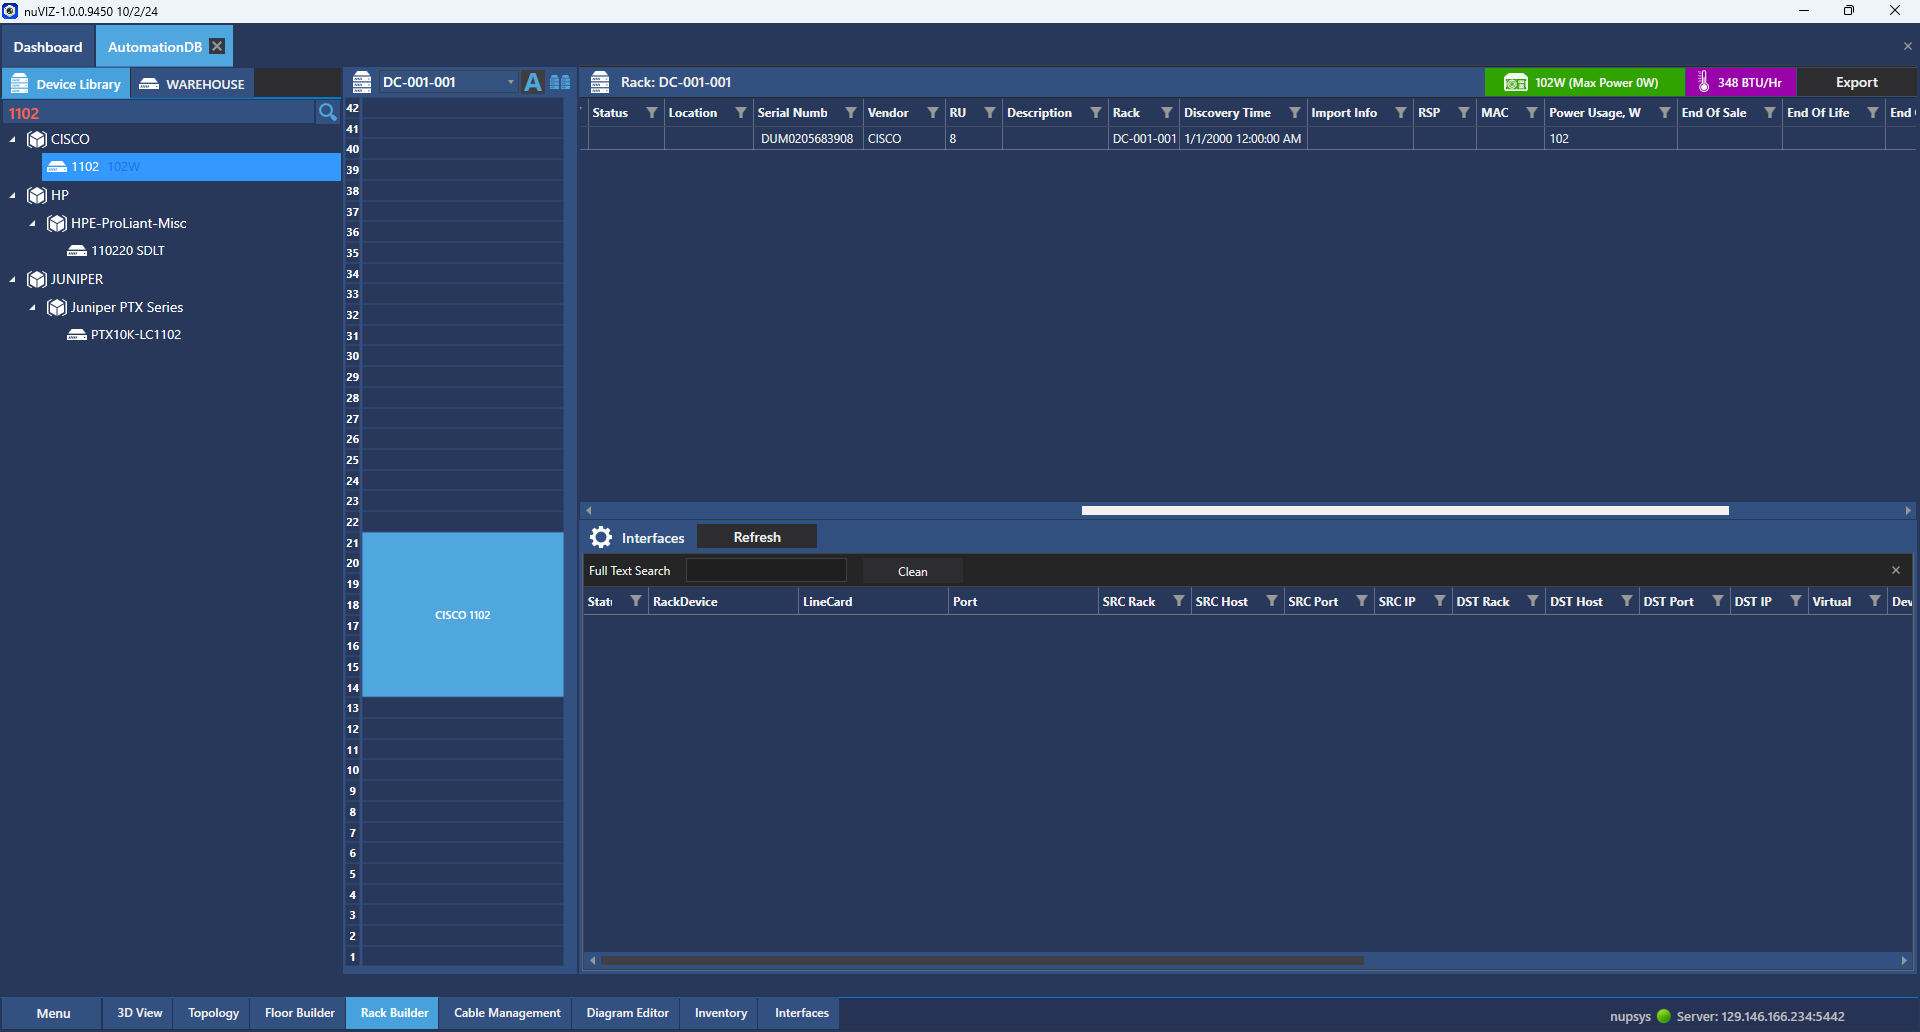 nuVIZ-1.0.0.9450 10/2/24
Dashboard AutomationDB
Device Library WAREHOUSE
1102
CISCO
1102 102W
HP
HPE-ProLiant-Misc
110220 SDLT
JUNIPER
Juniper PTX Series
PTX10K-LC1102
DC-001-001 A
42
41
40
39
38
37
36
35
34
33
32
31
30
29
28
27
26
25
24
23
22
21
20
19
18
17
16
15
14
13
12
11
10
9
8
7
6
5
4
3
2
1
CISCO 1102
Rack: DC-001-001 102W (Max Power 0W) 348 BTU/Hr Export
Status Location Serial Numb Vendor RU Description Rack Discovery Time Import Info RSP MAC Power Usage, W End Of Sale End Of Life End
DUM0205683908 CISCO 8 DC-001-001 1/1/2000 12:00:00 AM 102
Interfaces Refresh
Full Text Search Clean
Stat RackDevice LineCard Port SRC Rack SRC Host SRC Port SRC IP DST Rack DST Host DST Port DST IP Virtual Dev
Menu 3D View Topology Floor Builder Rack Builder Cable Management Diagram Editor Inventory Interfaces
nupsys Server: 129.146.166.234:5442